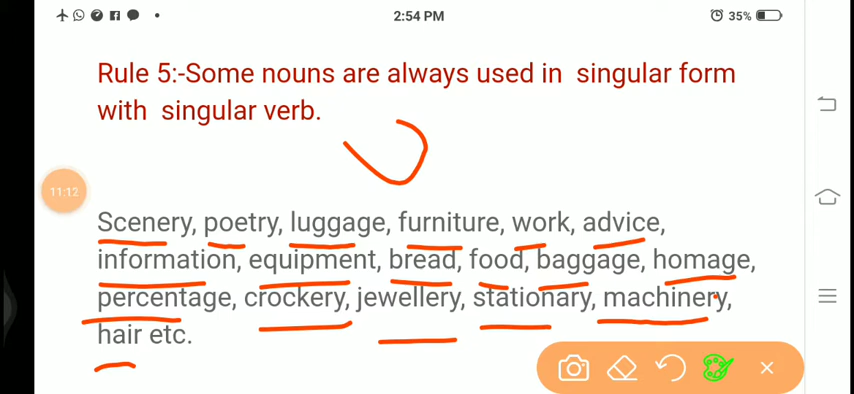 2:54 PM
35%
Rule 5:-Some nouns are always used in singular form
with singular verb.
11:12
Scenery, poetry, luggage, furniture, work, advice,
information, equipment, bread, food, baggage, homage,
percentage, crockery, jewellery, stationary, machinery,
hair etc.